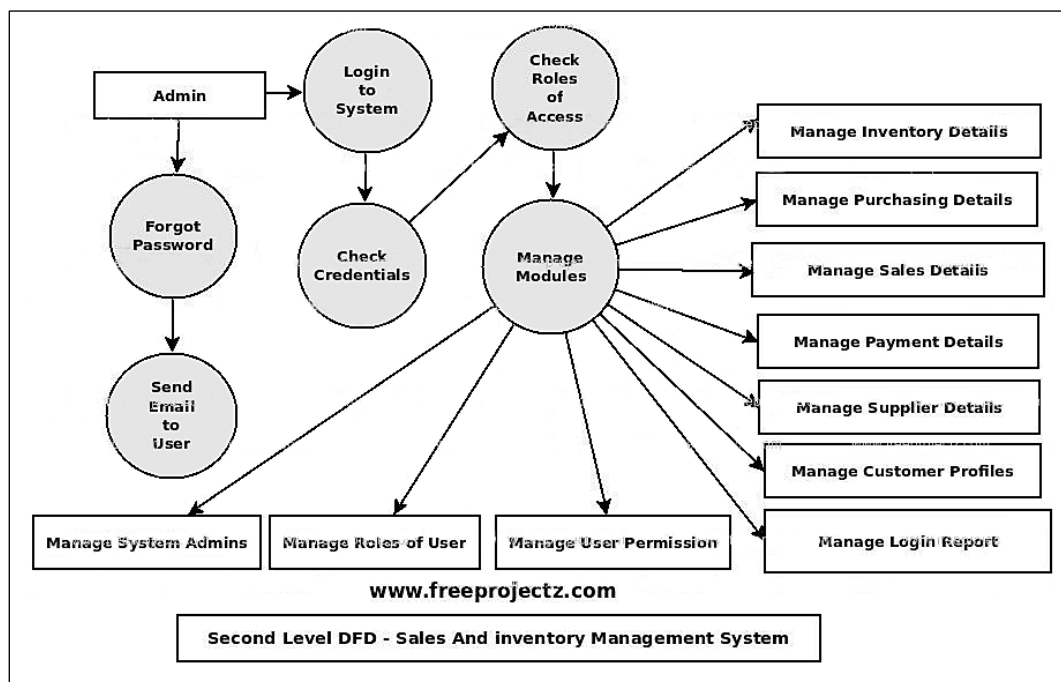 Admin
Login
to
System
Check
Roles
of
Access
Forgot
Password
Check
Credentials
Manage
Modules
Send
Email
to
User
Manage Inventory Details
Manage Purchasing Details
Manage Sales Details
Manage Payment Details
Manage Supplier Details
Manage Customer Profiles
Manage Login Report
Manage System Admins
Manage Roles of User
Manage User Permission
www.freeprojectz.com
Second Level DFD - Sales And inventory Management System